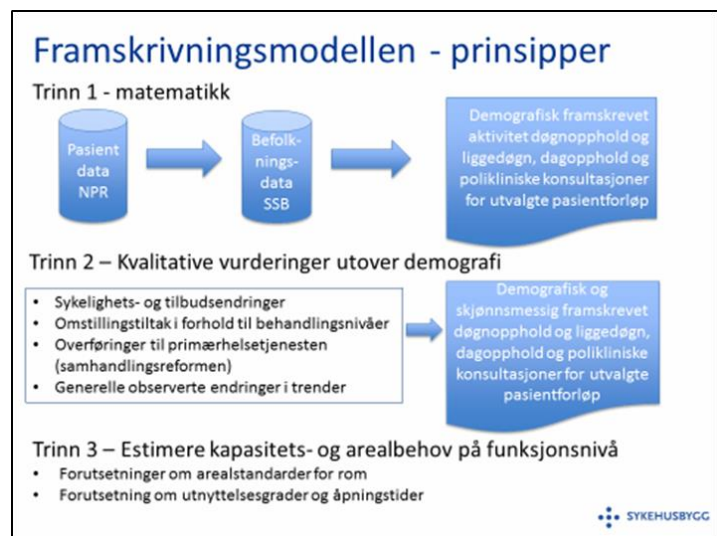 Framskrivningsmodellen - prinsipper
Trinn 1 - matematikk
Pasient
data
NPR
Befolk-
nings-
data
SSB
Demografisk framskrevet
aktivitet døgnopphold og
liggedøgn, dagopphold og
polikliniske konsultasjoner
for utvalgte pasientforløp
Trinn 2 – Kvalitative vurderinger utover demografi
• Sykelighets- og tilbudsendringer
• Omstillingstiltak i forhold til behandlingsnivåer
• Overføringer til primærhelsetjenesten
(samhandlingsreformen)
• Generelle observerte endringer i trender
Demografisk og
skjønnsmessig framskrevet
døgnopphold og liggedøgn,
dagopphold og polikliniske
konsultasjoner for utvalgte
pasientforløp
Trinn 3 – Estimere kapasitets- og arealbehov på funksjonsnivå
• Forutsetninger om arealstandarder for rom
• Forutsetning om utnyttelsesgrader og åpningstider
SYKEHUSBYGG